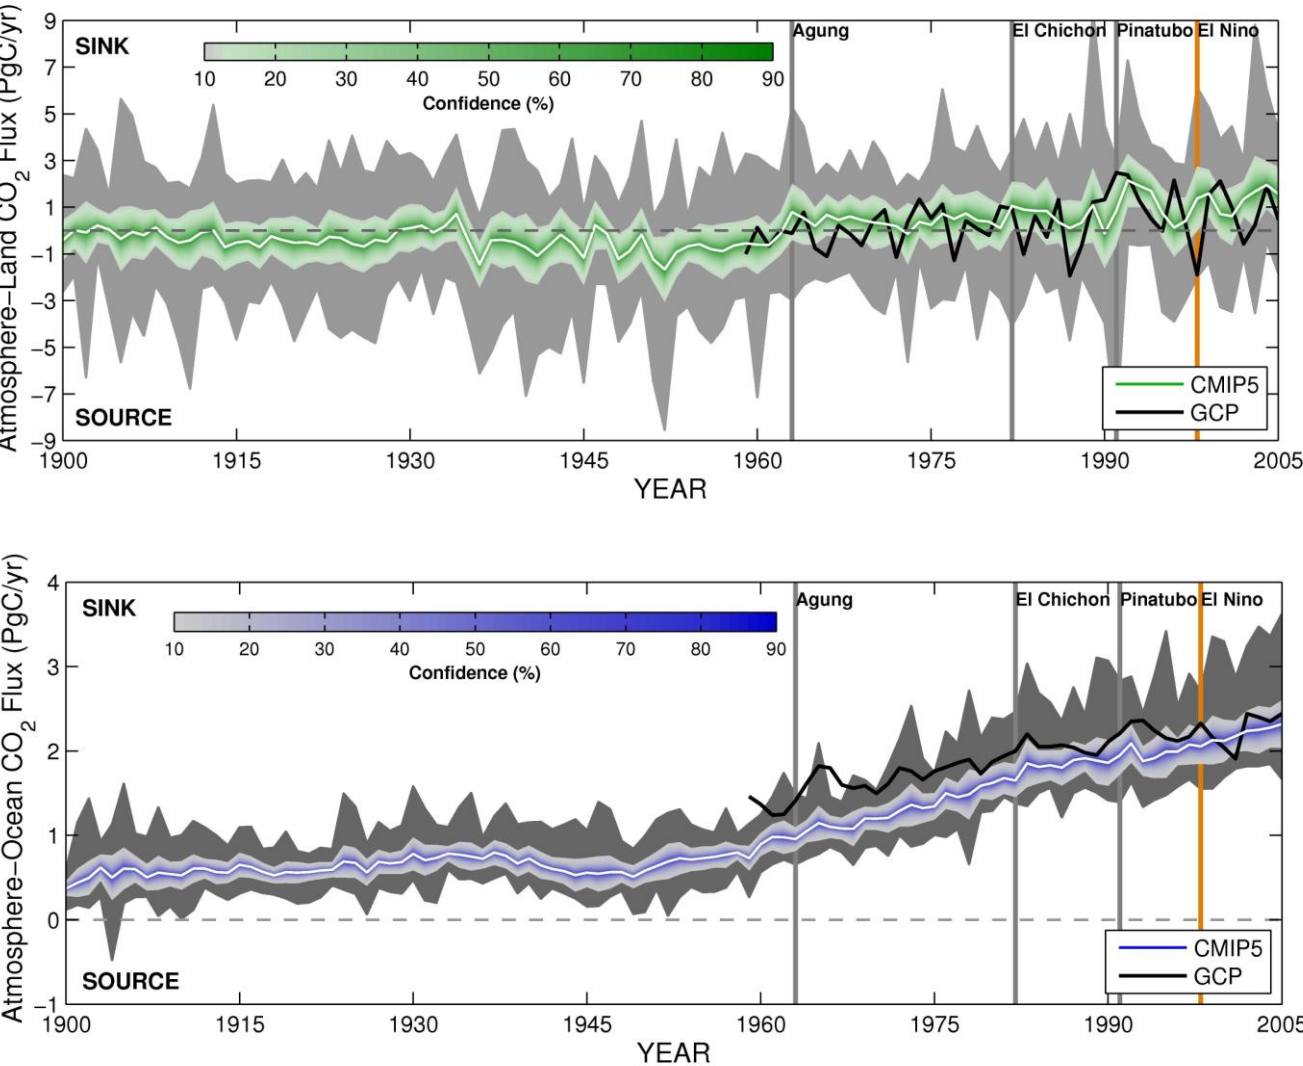 Atmosphere–Land CO2 Flux (PgC/yr)
9
7
5
3
1
−1
−3
−5
−7
−9
SINK
10 20 30 40 50 60 70 80 90
Confidence (%)
Agung
El Chichon
Pinatubo
El Nino
SOURCE
CMIP5
GCP
1900 1915 1930 1945 1960 1975 1990 2005
YEAR
Atmosphere–Ocean CO2 Flux (PgC/yr)
4
3
2
1
0
−1
SINK
10 20 30 40 50 60 70 80 90
Confidence (%)
Agung
El Chichon
Pinatubo
El Nino
SOURCE
CMIP5
GCP
1900 1915 1930 1945 1960 1975 1990 2005
YEAR